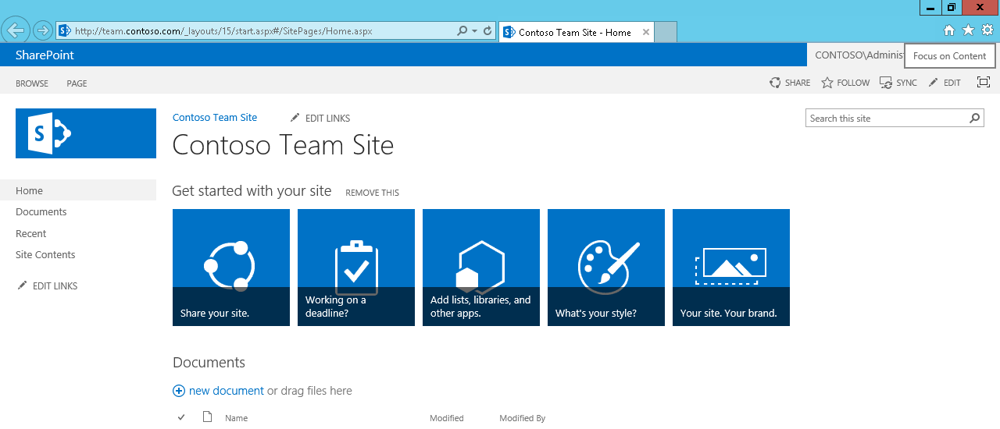 http://team.contoso.com/_layouts/15/start.aspx#/SitePages/Home.aspx
Contoso Team Site - Home
SharePoint
CONTOSO\Adminis
Focus on Content
BROWSE
PAGE
SHARE
FOLLOW
SYNC
EDIT
S
Contoso Team Site
EDIT LINKS
Search this site
Contoso Team Site
Home
Documents
Recent
Site Contents
EDIT LINKS
Get started with your site
REMOVE THIS
Share your site.
Working on a
deadline?
Add lists, libraries, and
other apps.
What's your style?
Your site. Your brand.
Documents
new document or drag files here
Name
Modified
Modified By